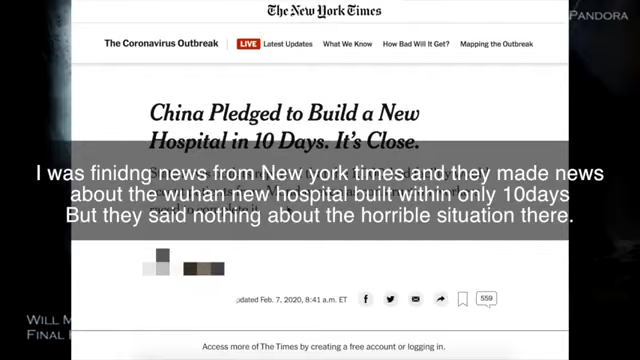 The New York Times
PANDORA
The Coronavirus Outbreak
LIVE Latest Updates What We Know How Bad Will It Get? Mapping the Outbreak
China Pledged to Build a New
Hospital in 10 Days. It's Close.
I was finidng news from New york times and they made news
about the wuhan new hospital built within only 10days
But they said nothing about the horrible situation there.
pdated Feb. 7, 2020, 8:41 a.m. ET
559
WILL M
FINAL
Access more of The Times by creating a free account or logging in.